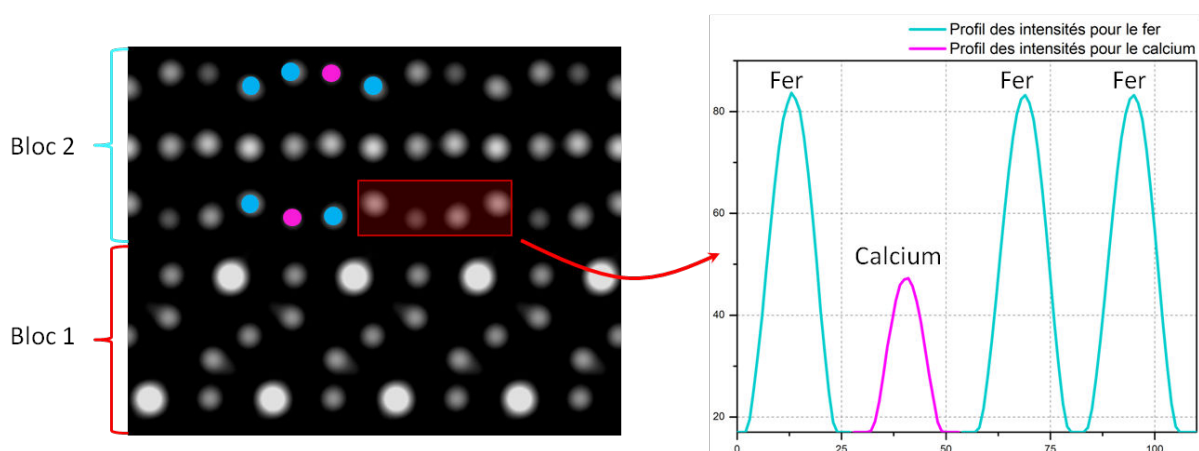 Bloc 2
Bloc 1
Profil des intensités pour le fer
Profil des intensités pour le calcium
Fer
Fer
Fer
Calcium
80
60
40
20
0
25
50
75
100